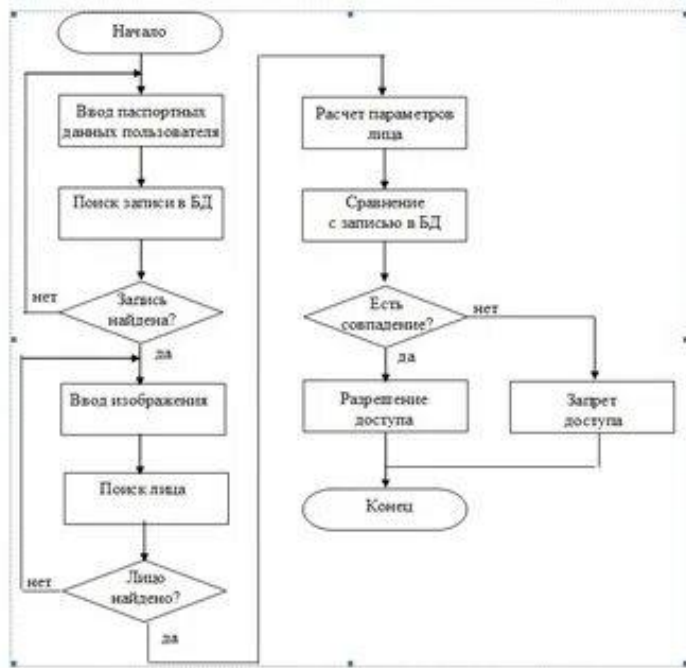 Начало
Ввод паспортных
данных пользователя
Поиск записи в БД
Запись
найдена?
нет
да
Ввод изображения
Поиск лица
Лицо
найдено?
нет
да
Расчет параметров
лица
Сравнение
с записью в БД
Есть
совпадение?
нет
да
Разрешение
доступа
Запрет
доступа
Конец